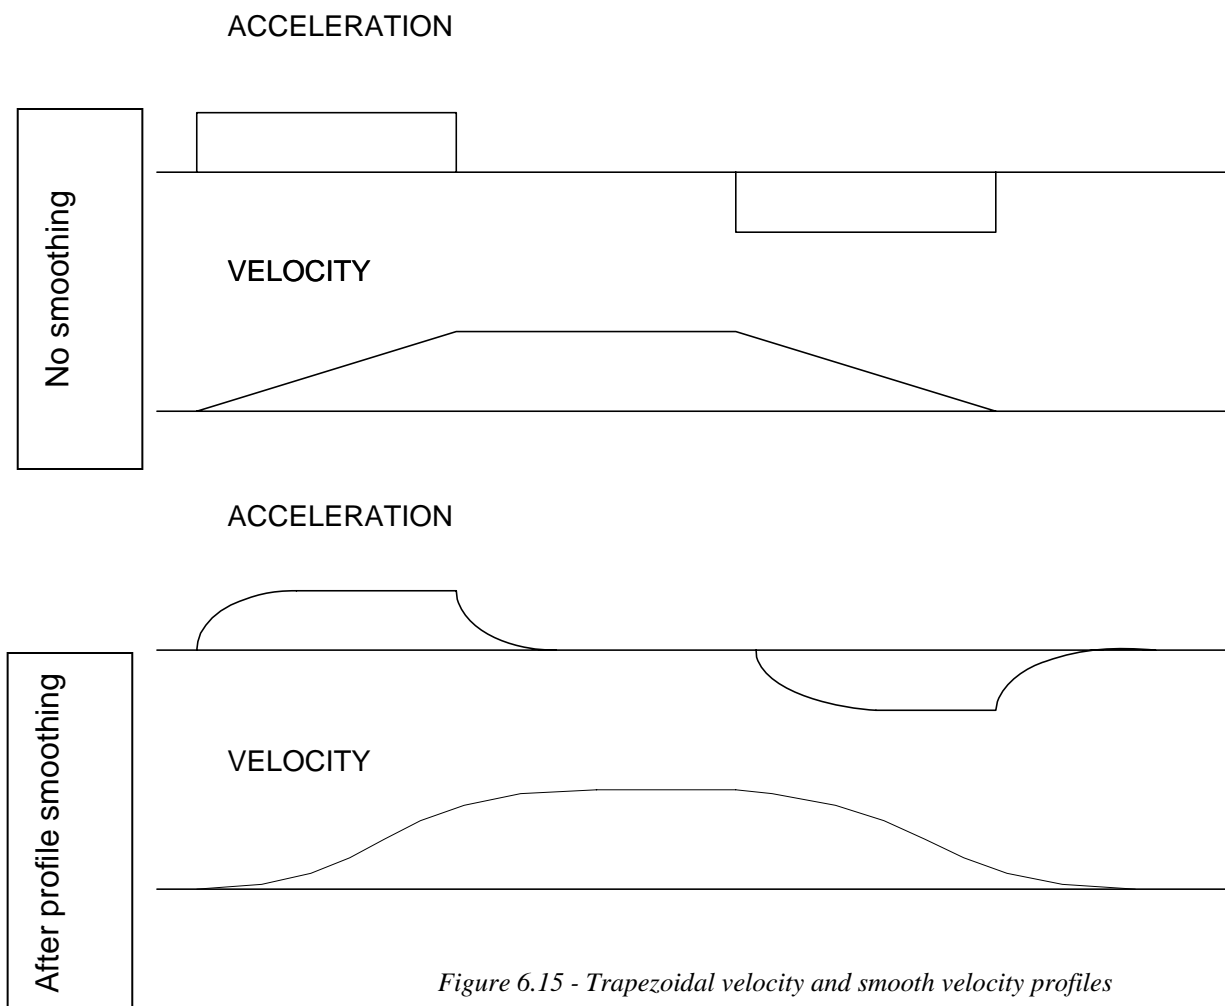 ACCELERATION
No smoothing
VELOCITY
ACCELERATION
After profile smoothing
VELOCITY
Figure 6.15 - Trapezoidal velocity and smooth velocity profiles